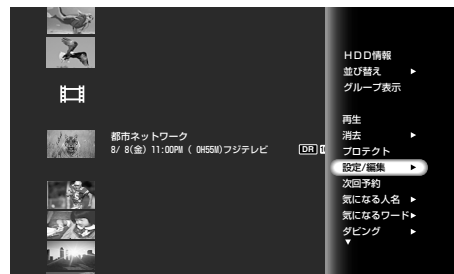 都市ネットワーク
8/ 8(金) 11:00PM ( 0H55M)フジテレビ DR
HDD情報
並び替え ▶
グループ表示
再生
消去 ▶
プロテクト
設定/編集 ▶
次回予約
気になる人名 ▶
気になるワード▶
ダビング ▶
▼